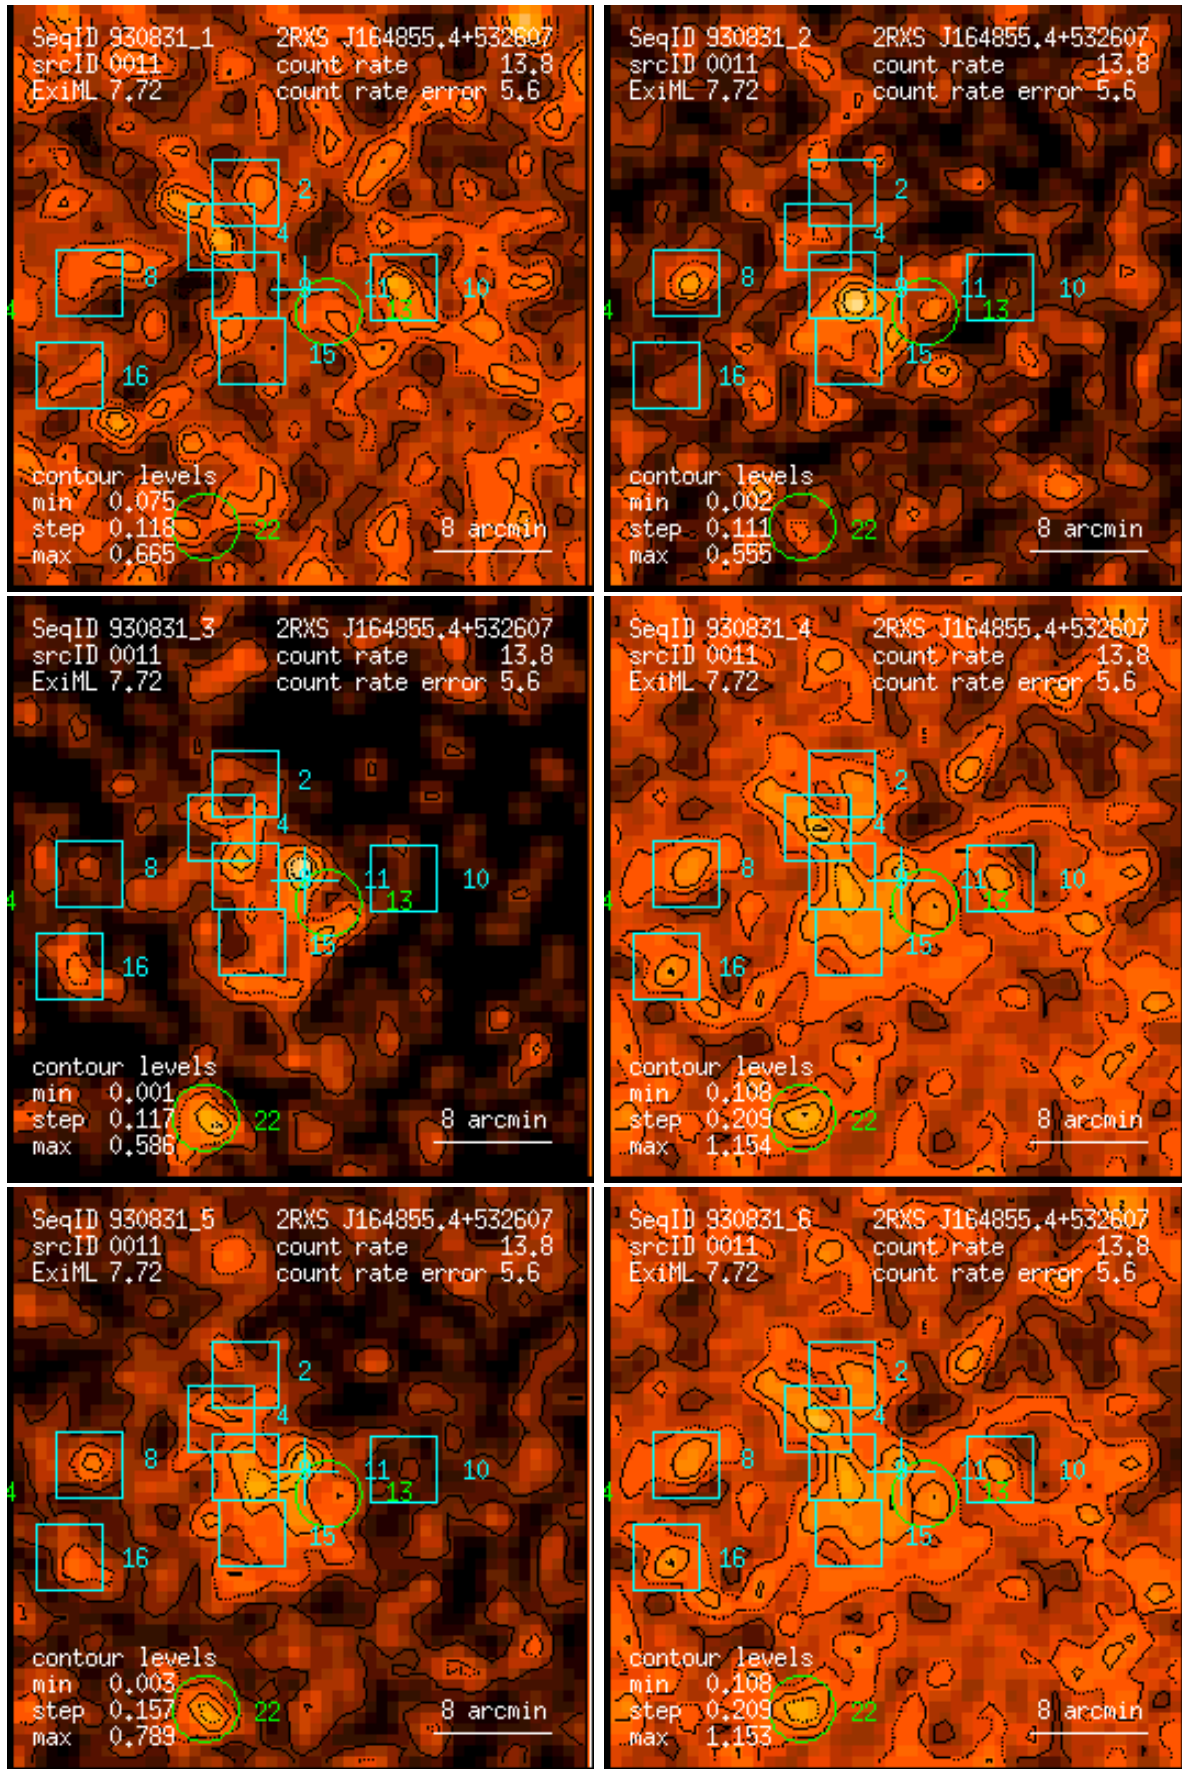 SeqID 930831_1 2RXS J164855.4+532607
srcID 0011 count rate 13.8
ExiML 7.72 count rate error 5.6
2
4
8 9 11 10
4 13
15
16
contour levels
min 0.075
step 0.118 22 8 arcmin
max 0.665
SeqID 930831_2 2RXS J164855.4+532607
srcID 0011 count rate 13.8
ExiML 7.72 count rate error 5.6
2
4
8 9 11 10
4 13
15
16
contour levels
min 0.002
step 0.111 22 8 arcmin
max 0.555
SeqID 930831_3 2RXS J164855.4+532607
srcID 0011 count rate 13.8
ExiML 7.72 count rate error 5.6
2
4
8 9 11 10
4 13
15
16
contour levels
min 0.001
step 0.117 22 8 arcmin
max 0.586
SeqID 930831_4 2RXS J164855.4+532607
srcID 0011 count rate 13.8
ExiML 7.72 count rate error 5.6
2
4
8 9 11 10
4 13
15
16
contour levels
min 0.108
step 0.209 22 8 arcmin
max 1.154
SeqID 930831_5 2RXS J164855.4+532607
srcID 0011 count rate 13.8
ExiML 7.72 count rate error 5.6
2
4
8 9 11 10
4 13
15
16
contour levels
min 0.003
step 0.157 22 8 arcmin
max 0.789
SeqID 930831_6 2RXS J164855.4+532607
srcID 0011 count rate 13.8
ExiML 7.72 count rate error 5.6
2
4
8 9 11 10
4 13
15
16
contour levels
min 0.108
step 0.209 22 8 arcmin
max 1.153